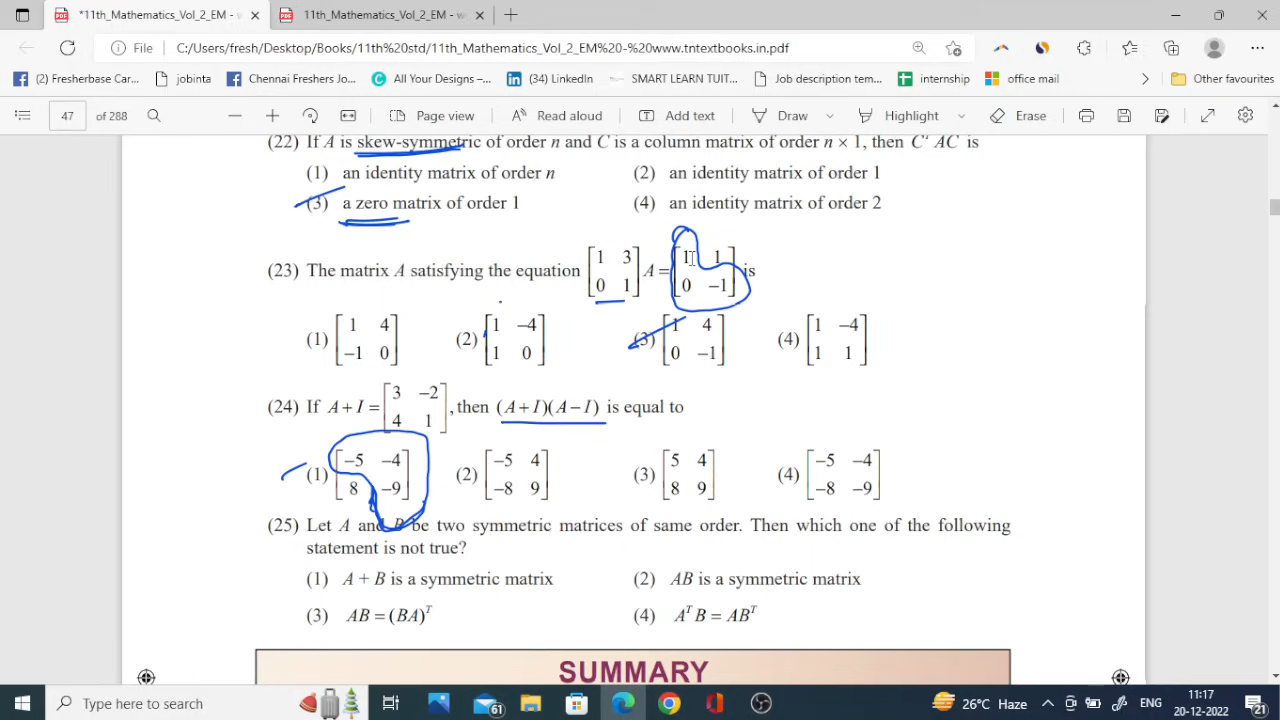 *11th_Mathematics_Vol_2_EM - w
11th_Mathematics_Vol_2_EM - w
File C:/Users/fresh/Desktop/Books/11th%20std/11th_Mathematics_Vol_2_EM%20-%20www.tntextbooks.in.pdf
(2) Fresherbase Car... jobinta Chennai Freshers Jo... All Your Designs –... (34) LinkedIn SMART LEARN TUIT... Job description tem... internship office mail Other favourites
47 of 288 Page view Read aloud Add text Draw Highlight Erase
(22) If A is skew-symmetric of order n and C is a column matrix of order n × 1, then Cᵀ AC is
(1) an identity matrix of order n (2) an identity matrix of order 1
(3) a zero matrix of order 1 (4) an identity matrix of order 2
(23) The matrix A satisfying the equation [1 3; 0 1] A = [1 1; 0 −1] is
(1) [1 4; −1 0] (2) [1 −4; 1 0] (3) [1 4; 0 −1] (4) [1 −4; 1 1]
(24) If A + I = [3 −2; 4 1], then (A + I)(A − I) is equal to
(1) [−5 −4; 8 −9] (2) [−5 4; −8 9] (3) [5 4; 8 9] (4) [−5 −4; −8 −9]
(25) Let A and B be two symmetric matrices of same order. Then which one of the following
statement is not true?
(1) A + B is a symmetric matrix (2) AB is a symmetric matrix
(3) AB = (BA)ᵀ (4) AᵀB = ABᵀ
SUMMARY
Type here to search 61 26°C Haze ENG 11:17
20-12-2022 21